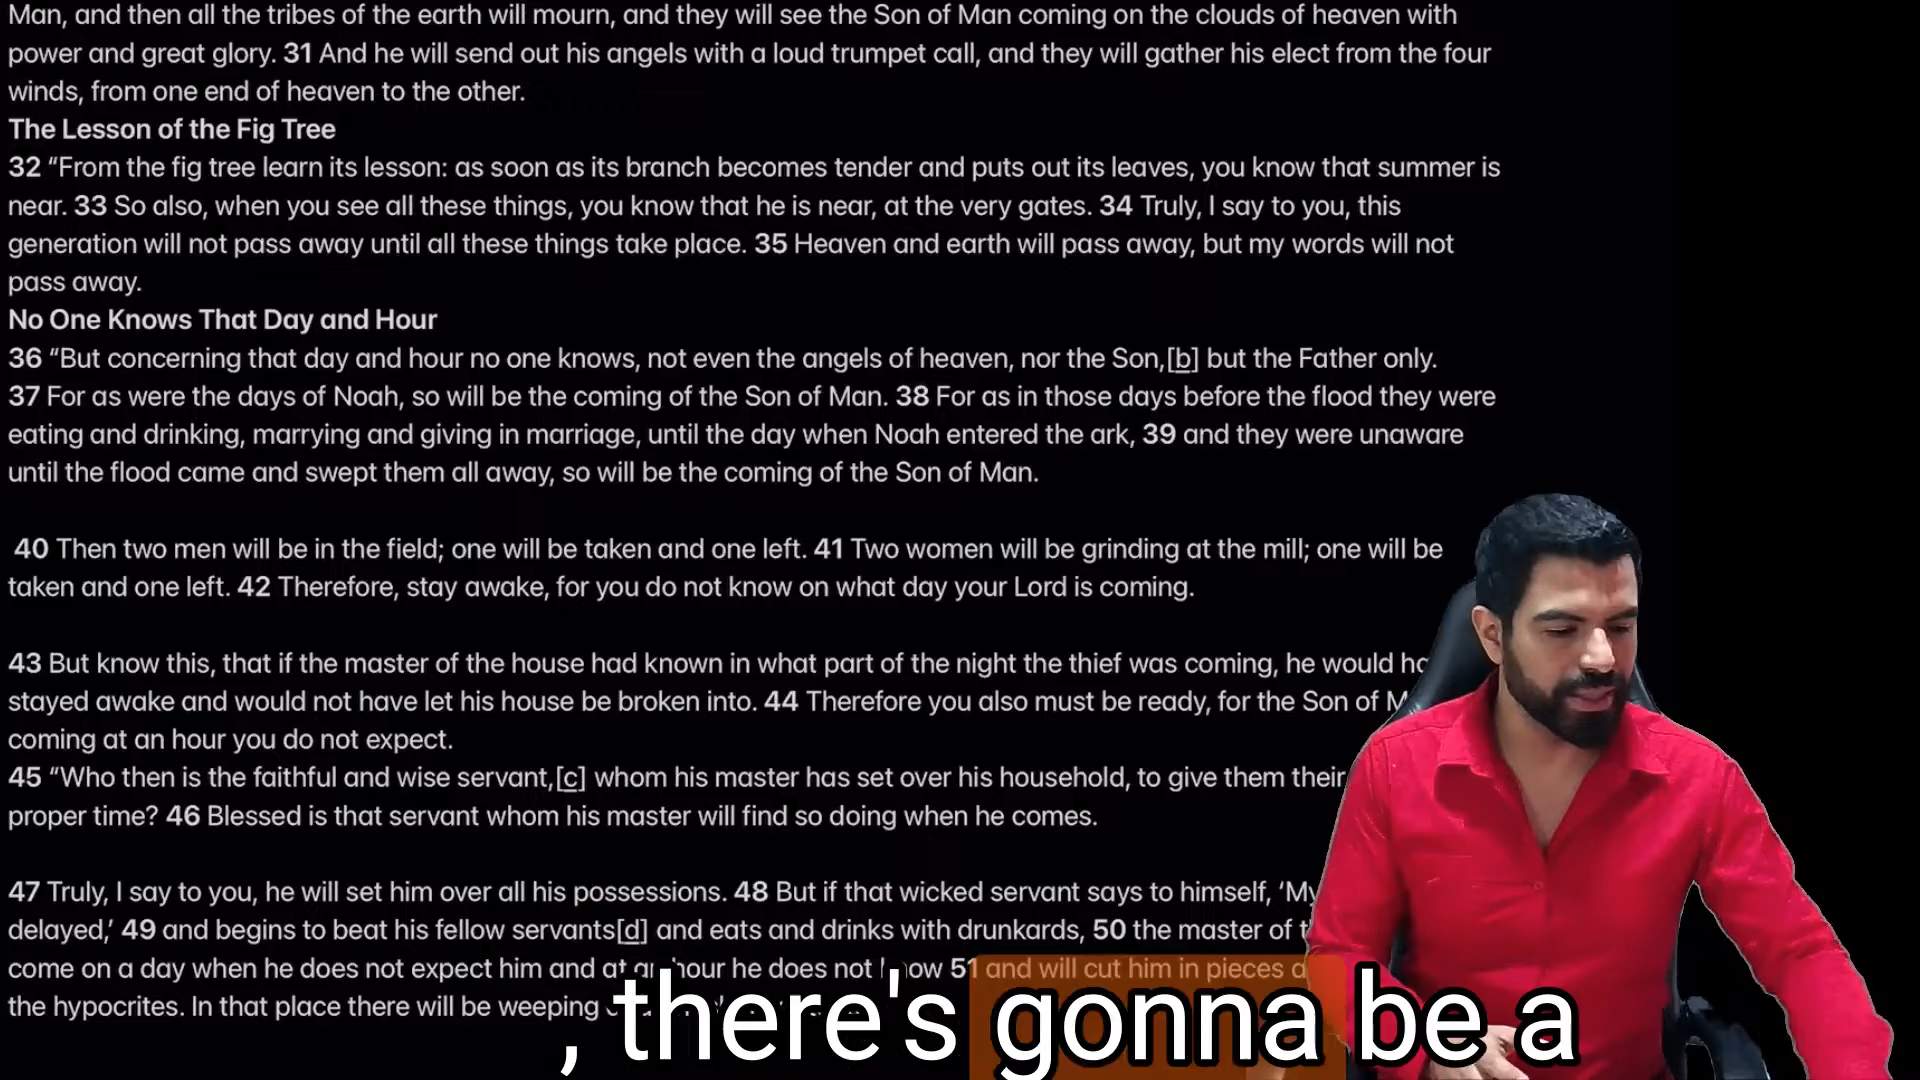 Man, and then all the tribes of the earth will mourn, and they will see the Son of Man coming on the clouds of heaven with
power and great glory. 31 And he will send out his angels with a loud trumpet call, and they will gather his elect from the four
winds, from one end of heaven to the other.
The Lesson of the Fig Tree
32 “From the fig tree learn its lesson: as soon as its branch becomes tender and puts out its leaves, you know that summer is
near. 33 So also, when you see all these things, you know that he is near, at the very gates. 34 Truly, I say to you, this
generation will not pass away until all these things take place. 35 Heaven and earth will pass away, but my words will not
pass away.
No One Knows That Day and Hour
36 “But concerning that day and hour no one knows, not even the angels of heaven, nor the Son,[b] but the Father only.
37 For as were the days of Noah, so will be the coming of the Son of Man. 38 For as in those days before the flood they were
eating and drinking, marrying and giving in marriage, until the day when Noah entered the ark, 39 and they were unaware
until the flood came and swept them all away, so will be the coming of the Son of Man.
40 Then two men will be in the field; one will be taken and one left. 41 Two women will be grinding at the mill; one will be
taken and one left. 42 Therefore, stay awake, for you do not know on what day your Lord is coming.
43 But know this, that if the master of the house had known in what part of the night the thief was coming, he would
stayed awake and would not have let his house be broken into. 44 Therefore you also must be ready, for the Son of
coming at an hour you do not expect.
45 “Who then is the faithful and wise servant,[c] whom his master has set over his household, to give them their
proper time? 46 Blessed is that servant whom his master will find so doing when he comes.
47 Truly, I say to you, he will set him over all his possessions. 48 But if that wicked servant says to himself, ‘My
delayed,’ 49 and begins to beat his fellow servants[d] and eats and drinks with drunkards, 50 the master of
come on a day when he does not expect him and at hour he does not 51 and will cut him in pieces
the hypocrites. In that place there will be weeping
, there's gonna be a